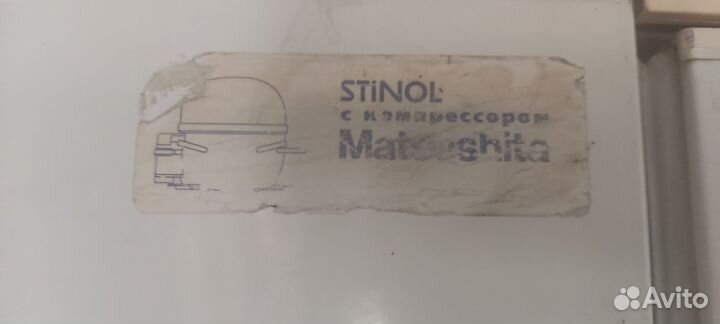 STiNOL
с компрессором
Matsushita
Avito